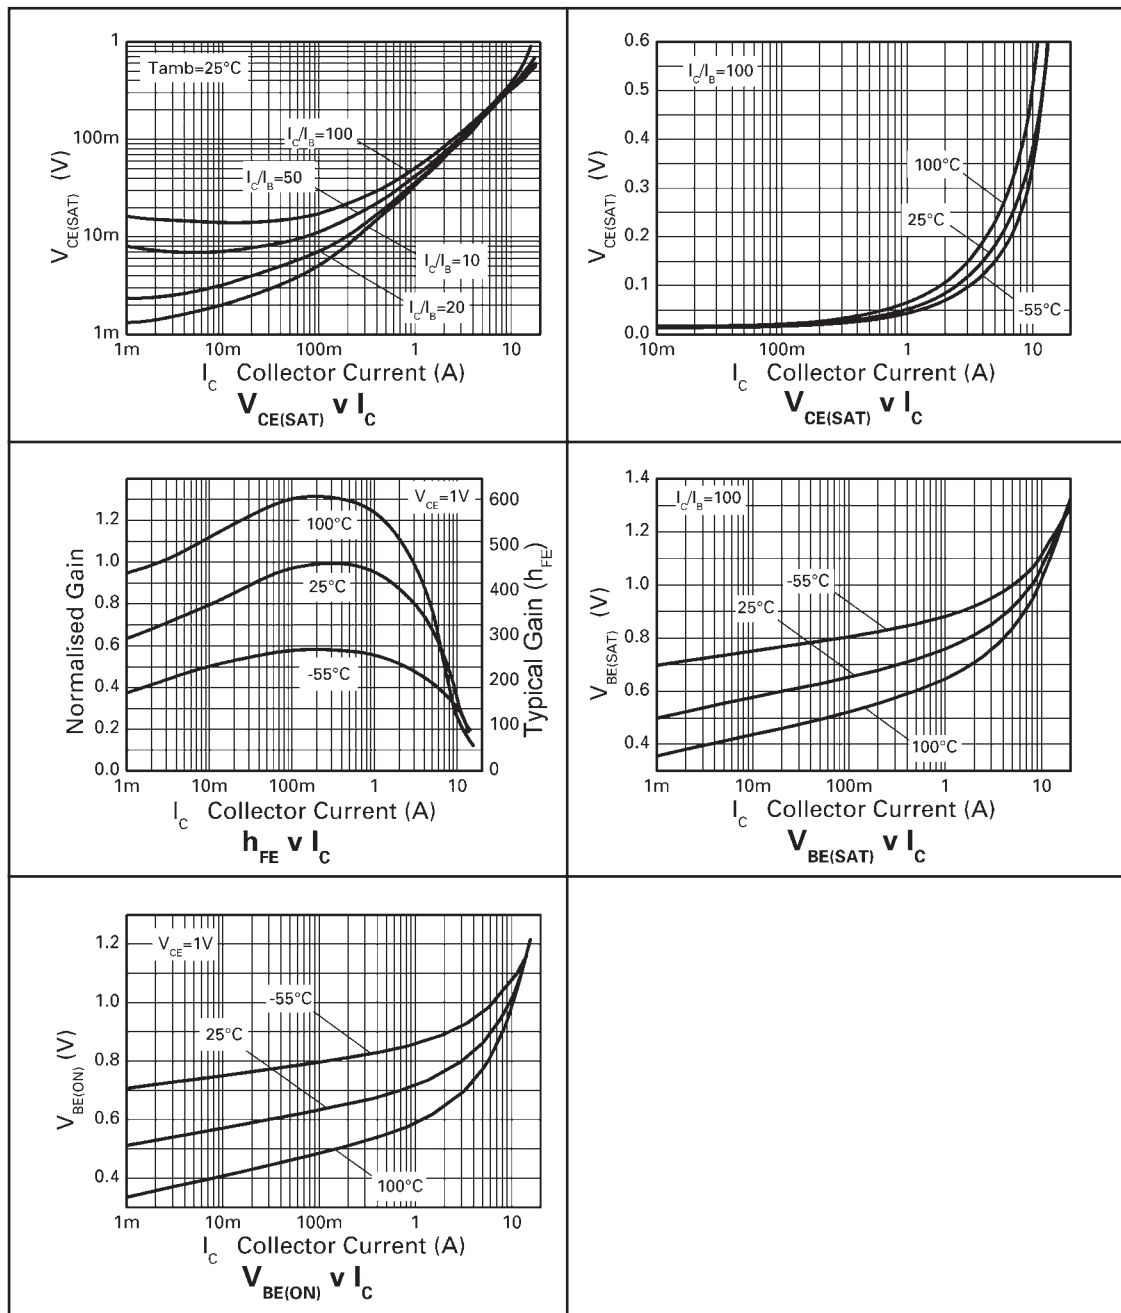 Tamb=25°C
I_C/I_B=100
I_C/I_B=50
I_C/I_B=10
I_C/I_B=20
1
100m
10m
1m
V_CE(SAT) (V)
1m 10m 100m 1 10
I_C Collector Current (A)
V_CE(SAT) v I_C
I_C/I_B=100
100°C
25°C
-55°C
0.6
0.5
0.4
0.3
0.2
0.1
0.0
V_CE(SAT) (V)
10m 100m 1 10
I_C Collector Current (A)
V_CE(SAT) v I_C
V_CE=1V
100°C
25°C
-55°C
1.2
1.0
0.8
0.6
0.4
0.2
0.0
Normalised Gain
600
500
400
300
200
100
0
Typical Gain (h_FE)
1m 10m 100m 1 10
I_C Collector Current (A)
h_FE v I_C
I_C/I_B=100
-55°C
25°C
100°C
1.4
1.2
1.0
0.8
0.6
0.4
V_BE(SAT) (V)
1m 10m 100m 1 10
I_C Collector Current (A)
V_BE(SAT) v I_C
V_CE=1V
-55°C
25°C
100°C
1.2
1.0
0.8
0.6
0.4
V_BE(ON) (V)
1m 10m 100m 1 10
I_C Collector Current (A)
V_BE(ON) v I_C